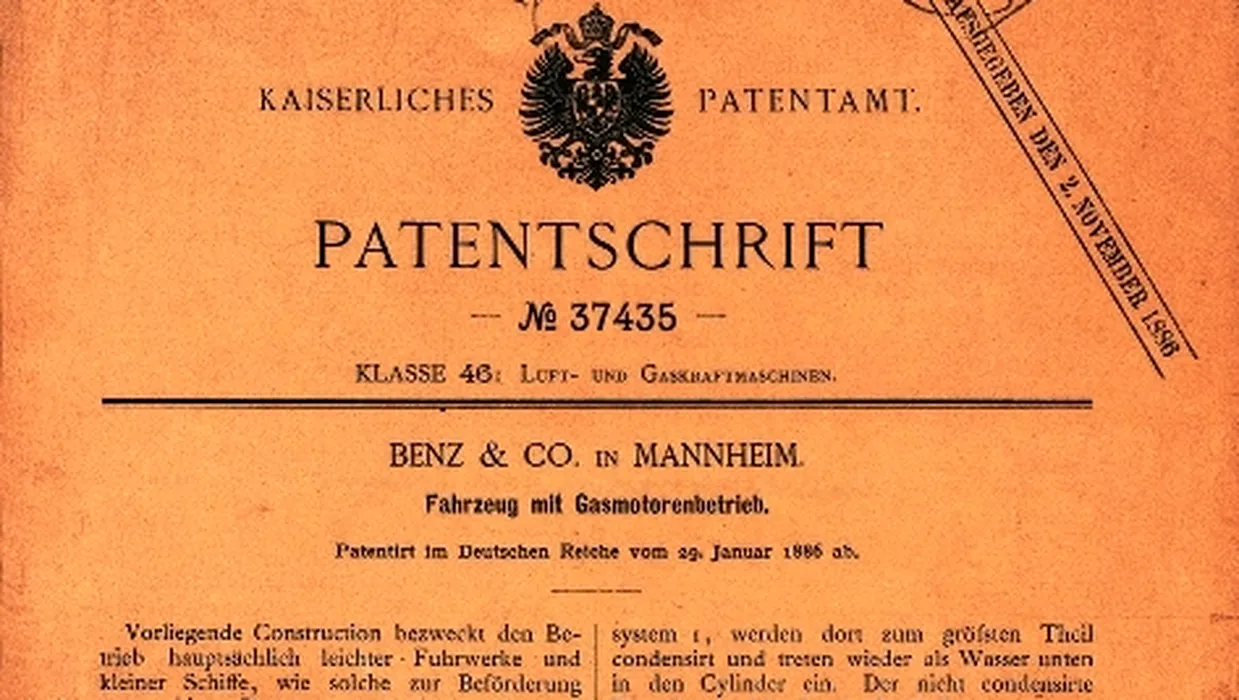 KAISERLICHES PATENTAMT.
AUSGEGEBEN DEN 2. NOVEMBER 1886
PATENTSCHRIFT
— № 37435 —
KLASSE 46: LUFT- UND GASKRAFTMASCHINEN.
BENZ & CO. IN MANNHEIM.
Fahrzeug mit Gasmotorenbetrieb.
Patentirt im Deutschen Reiche vom 29. Januar 1886 ab.
Vorliegende Construction bezweckt den Be-
trieb hauptsächlich leichter Fuhrwerke und
kleiner Schiffe, wie solche zur Beförderung
system 1, werden dort zum gröfsten Theil
condensirt und treten wieder als Wasser unten
in den Cylinder ein. Der nicht condensirte